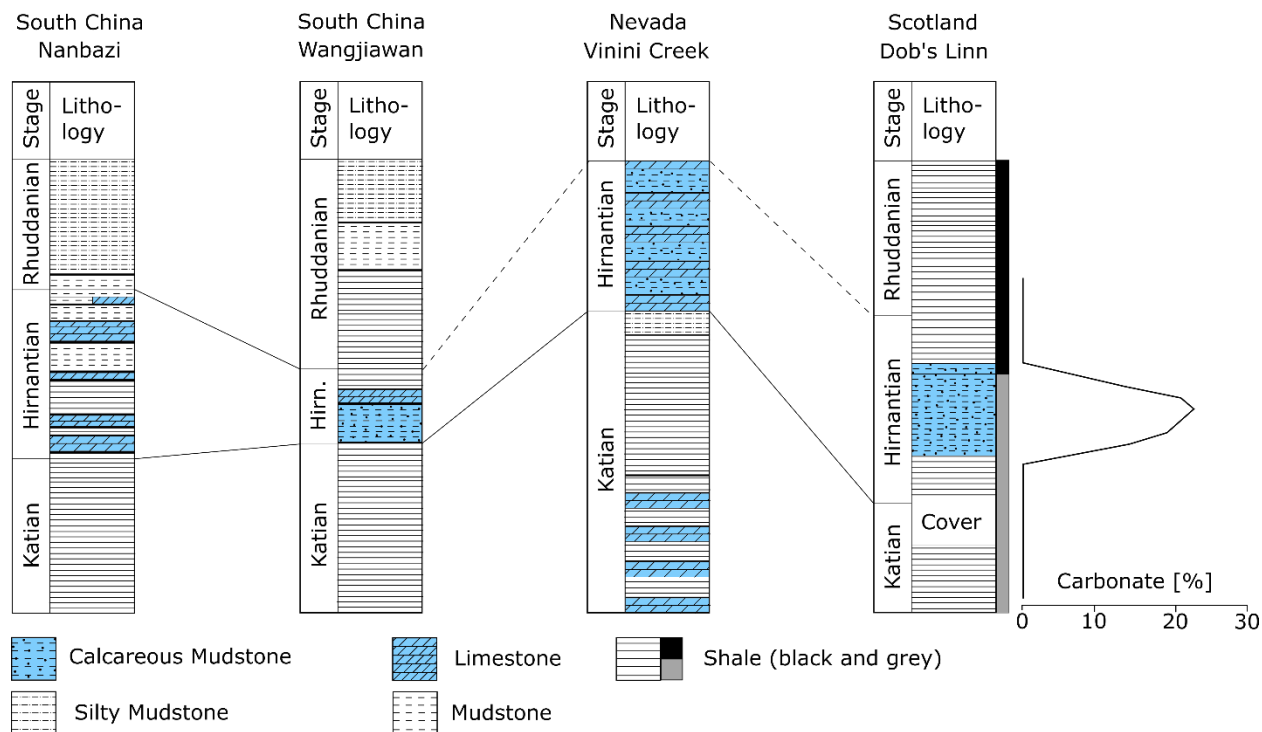 South China
Nanbazi
South China
Wangjiawan
Nevada
Vinini Creek
Scotland
Dob's Linn
Stage
Litho-
logy
Stage
Litho-
logy
Stage
Litho-
logy
Stage
Litho-
logy
Rhuddanian
Hirnantian
Katian
Rhuddanian
Hirn.
Katian
Hirnantian
Katian
Rhuddanian
Hirnantian
Katian
Cover
Carbonate [%]
0 10 20 30
Calcareous Mudstone
Limestone
Shale (black and grey)
Silty Mudstone
Mudstone